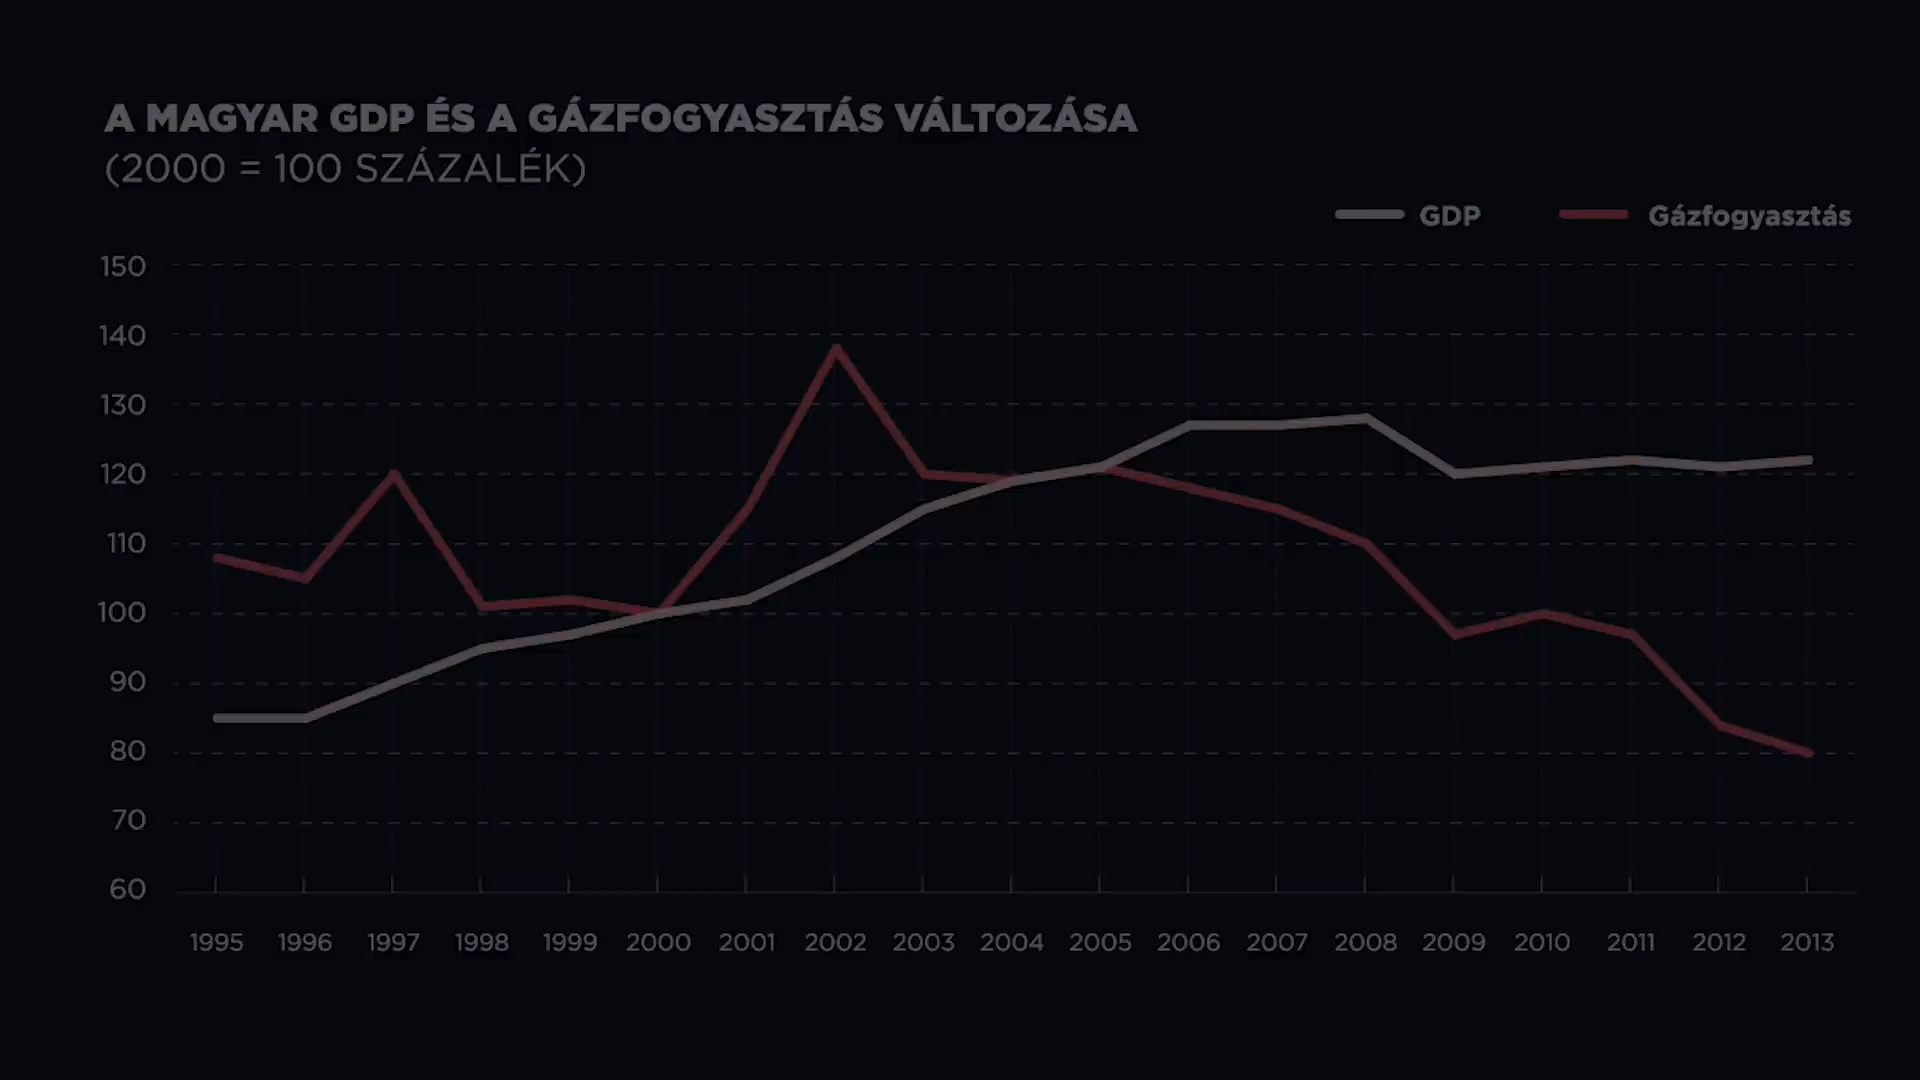 A MAGYAR GDP ÉS A GÁZFOGYASZTÁS VÁLTOZÁSA
(2000 = 100 SZÁZALÉK)
GDP Gázfogyasztás
150
140
130
120
110
100
90
80
70
60
1995 1996 1997 1998 1999 2000 2001 2002 2003 2004 2005 2006 2007 2008 2009 2010 2011 2012 2013